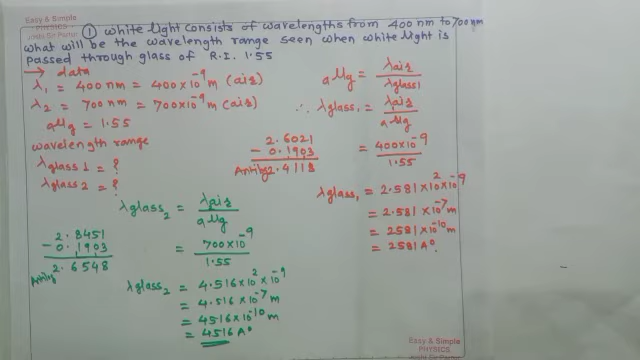 Easy & Simple
PHYSICS
① White light consists of wavelengths from 400 nm to 700 nm
what will be the wavelength range seen when white light is
passed through glass of R.I. 1.55
→ data
λ₁ = 400 nm = 400×10⁻⁹ m (air)
λ₂ = 700 nm = 700×10⁻⁹ m (air)
aMg = 1.55
wavelength range
λglass 1 = ?
λglass 2 = ?
2.8451
- 0.1903
2.6548
Antilog
λglass₂ = λair / aMg
= 700×10⁻⁹ / 1.55
λglass₂ = 4.516×10² × 10⁻⁹
= 4.516×10⁻⁷ m
= 4516×10⁻¹⁰ m
= 4516 A°
2.6021
- 0.1903
Antilog 2.4118
aMg = λair / λglass1
∴ λglass₁ = λair / aMg
= 400×10⁻⁹ / 1.55
λglass₁ = 2.581×10² × 10⁻⁹
= 2.581 × 10⁻⁷ m
= 2581 × 10⁻¹⁰ m
= 2581 A°.
Easy & Simple
PHYSICS